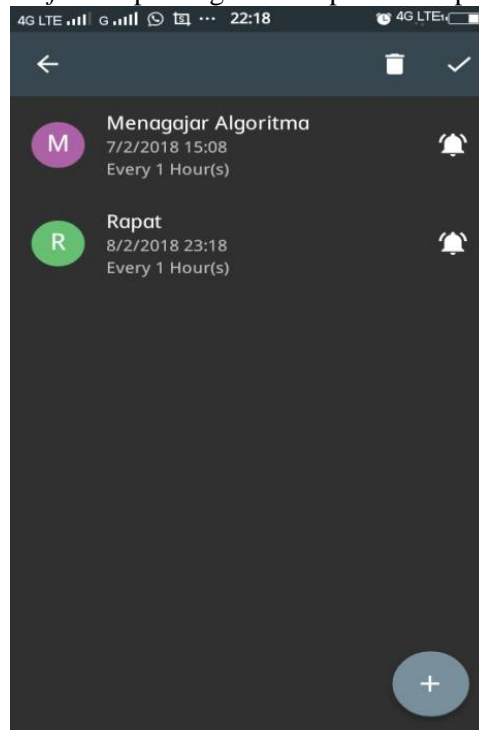 4G LTE G 22:18 4G LTE
M
Menagajar Algoritma
7/2/2018 15:08
Every 1 Hour(s)
R
Rapat
8/2/2018 23:18
Every 1 Hour(s)